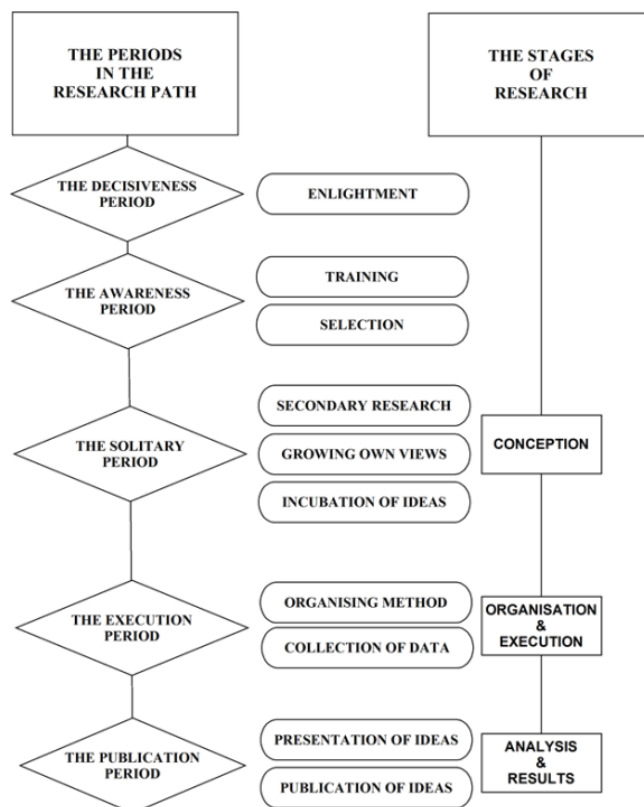 THE PERIODS
IN THE
RESEARCH PATH
THE STAGES
OF
RESEARCH
THE DECISIVENESS
PERIOD
ENLIGHTMENT
THE AWARENESS
PERIOD
TRAINING
SELECTION
THE SOLITARY
PERIOD
SECONDARY RESEARCH
GROWING OWN VIEWS
INCUBATION OF IDEAS
CONCEPTION
THE EXECUTION
PERIOD
ORGANISING METHOD
COLLECTION OF DATA
ORGANISATION
&
EXECUTION
THE PUBLICATION
PERIOD
PRESENTATION OF IDEAS
PUBLICATION OF IDEAS
ANALYSIS
&
RESULTS